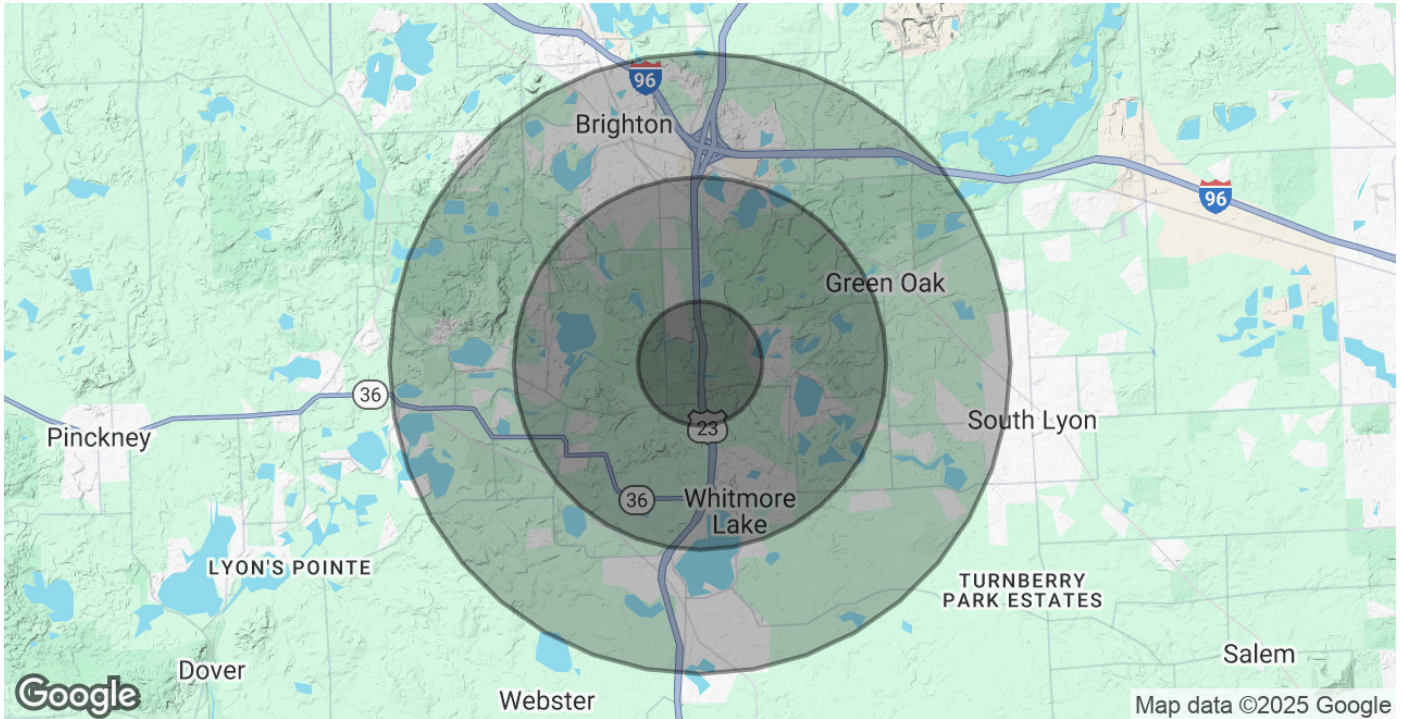 96
Brighton
96
Green Oak
36
Pinckney
23
South Lyon
36
Whitmore
Lake
LYON'S POINTE
TURNBERRY
PARK ESTATES
Dover
Salem
Webster
Google
Map data ©2025 Google